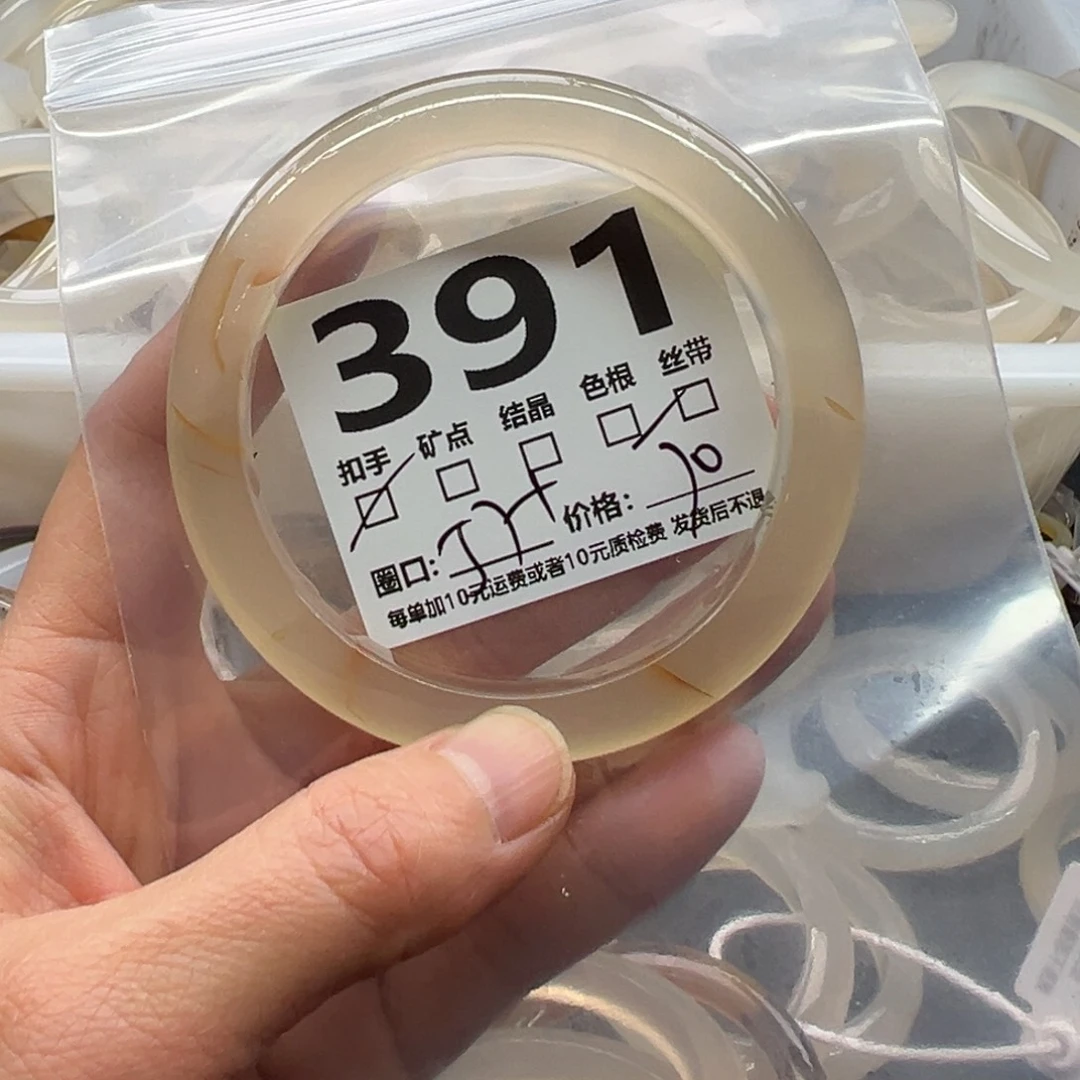 391
扣手 矿点 结晶 色根 丝带
圈口: 价格:
每单加10元运费或者10元质检费 发货后不退